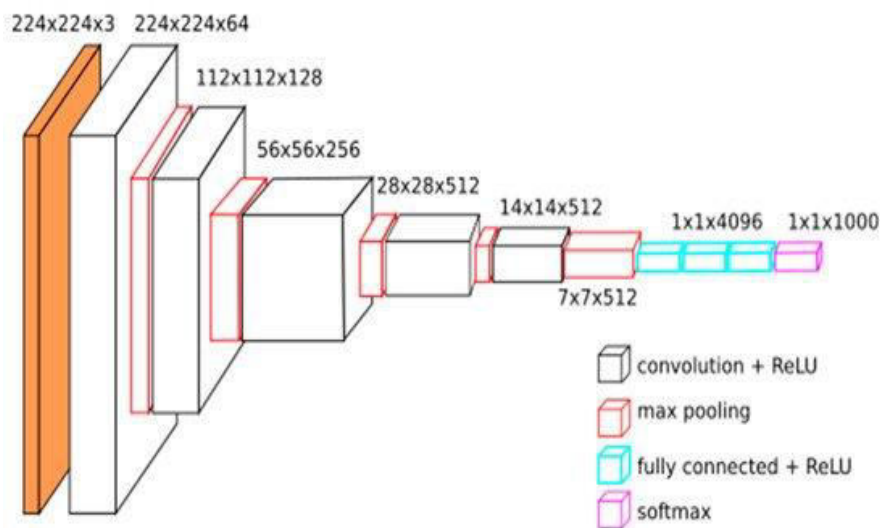 224x224x3
224x224x64
112x112x128
56x56x256
28x28x512
14x14x512
1x1x4096
1x1x1000
7x7x512
convolution + ReLU
max pooling
fully connected + ReLU
softmax